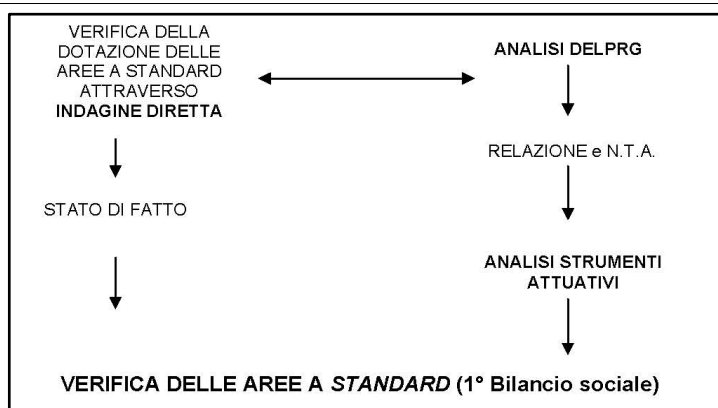 VERIFICA DELLA
DOTAZIONE DELLE
AREE A STANDARD
ATTRAVERSO
INDAGINE DIRETTA
STATO DI FATTO
ANALISI DELPRG
RELAZIONE e N.T.A.
ANALISI STRUMENTI
ATTUATIVI
VERIFICA DELLE AREE A STANDARD (1° Bilancio sociale)